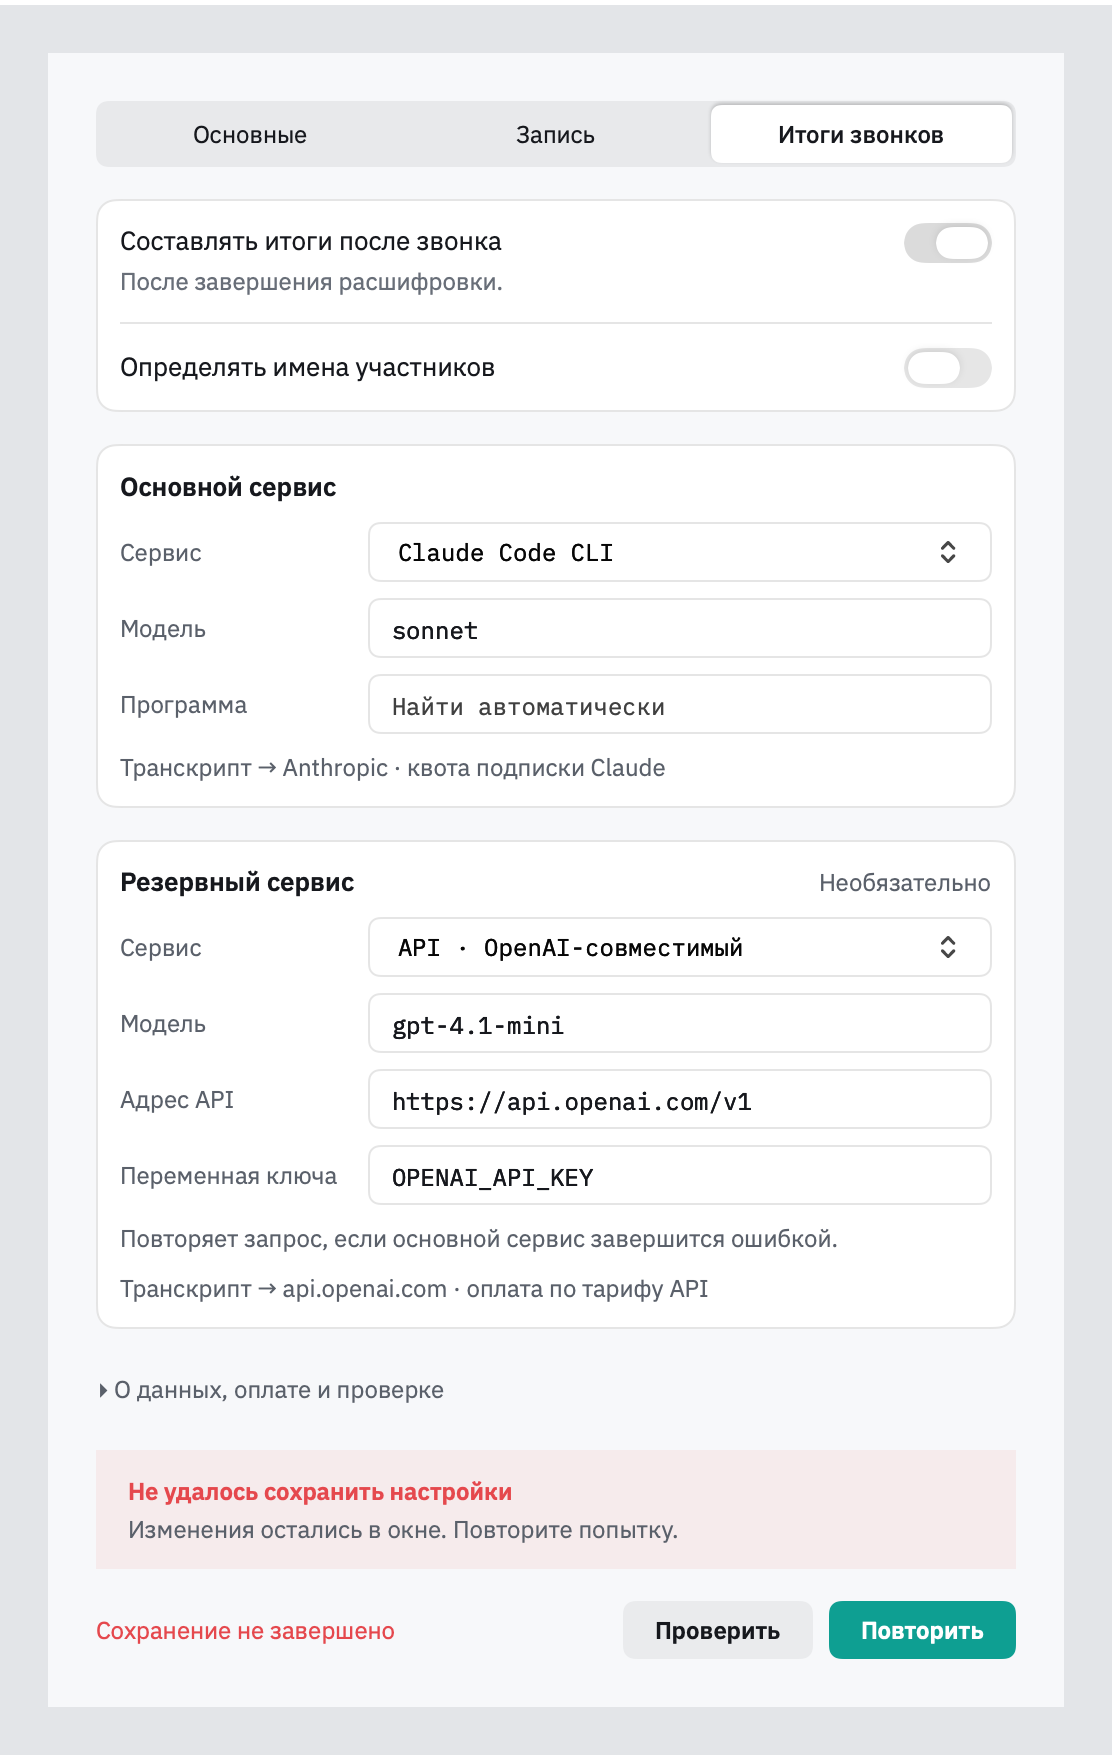 Основные
Запись
Итоги звонков
Составлять итоги после звонка
После завершения расшифровки.
Определять имена участников
Основной сервис
Сервис
Claude Code CLI
Модель
sonnet
Программа
Найти автоматически
Транскрипт → Anthropic · квота подписки Claude
Резервный сервис
Необязательно
Сервис
API · OpenAI-совместимый
Модель
gpt-4.1-mini
Адрес API
https://api.openai.com/v1
Переменная ключа
OPENAI_API_KEY
Повторяет запрос, если основной сервис завершится ошибкой.
Транскрипт → api.openai.com · оплата по тарифу API
О данных, оплате и проверке
Не удалось сохранить настройки
Изменения остались в окне. Повторите попытку.
Сохранение не завершено
Проверить
Повторить